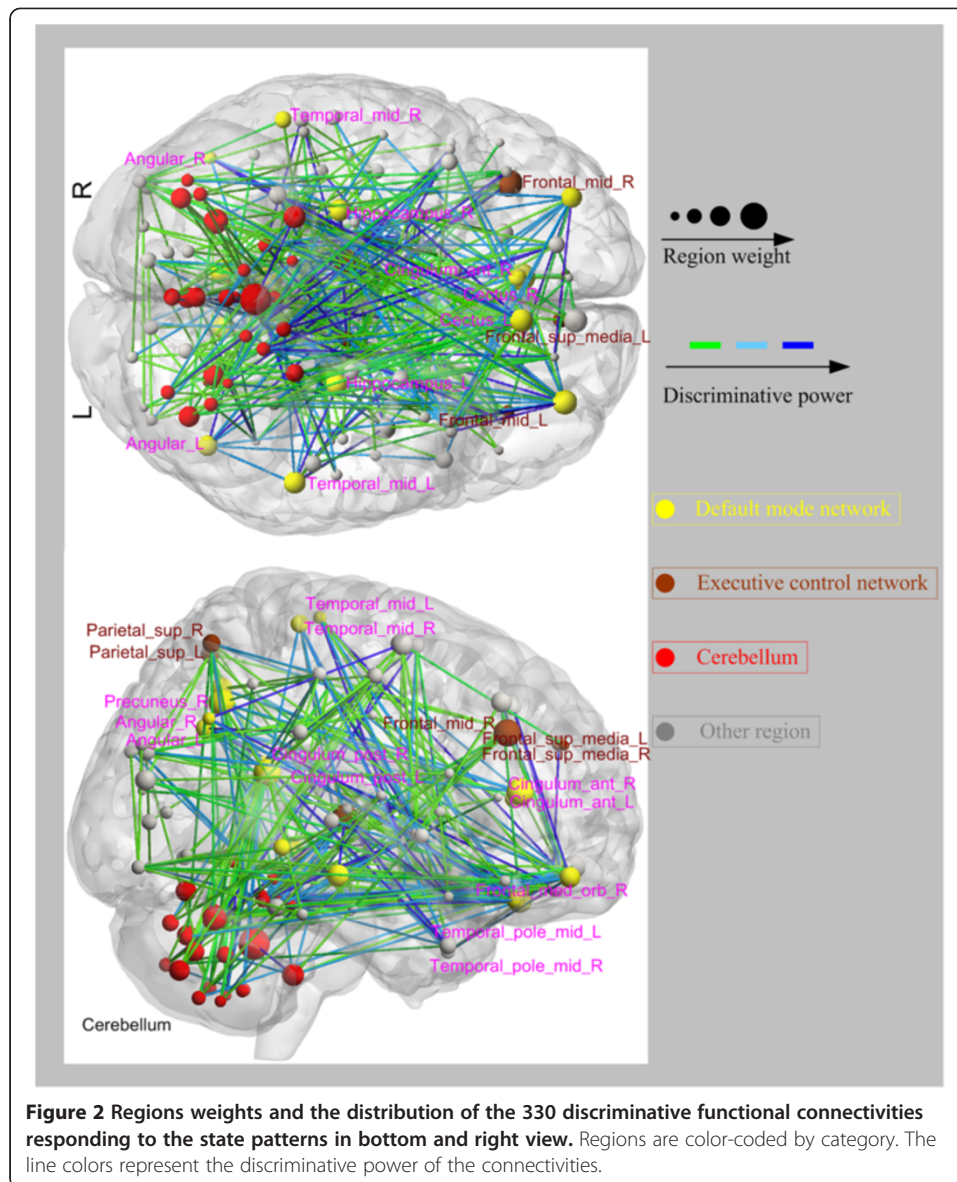 Temporal_mid_R
Angular_R
R
Frontal_mid_R
Hippocampus_R
Cingulum_ant_R
Cectus_R
Cectus
Frontal_sup_media_L
Hippocampus_L
L
Frontal_mid_L
Angular_L
Temporal_mid_L
Region weight
Discriminative power
Default mode network
Executive control network
Cerebellum
Other region
Temporal_mid_L
Parietal_sup_R
Temporal_mid_R
Parietal_sup_L
Precuneus_R
Angular_R
Frontal_mid_R
Angular_L
Frontal_sup_media_L
Cingulum_post_R
Frontal_sup_media_R
Cingulum_post_L
Cingulum_ant_R
Cingulum_ant_L
Frontal_med_orb_R
Temporal_pole_mid_L
Temporal_pole_mid_R
Cerebellum
Figure 2 Regions weights and the distribution of the 330 discriminative functional connectivities
responding to the state patterns in bottom and right view. Regions are color-coded by category. The
line colors represent the discriminative power of the connectivities.